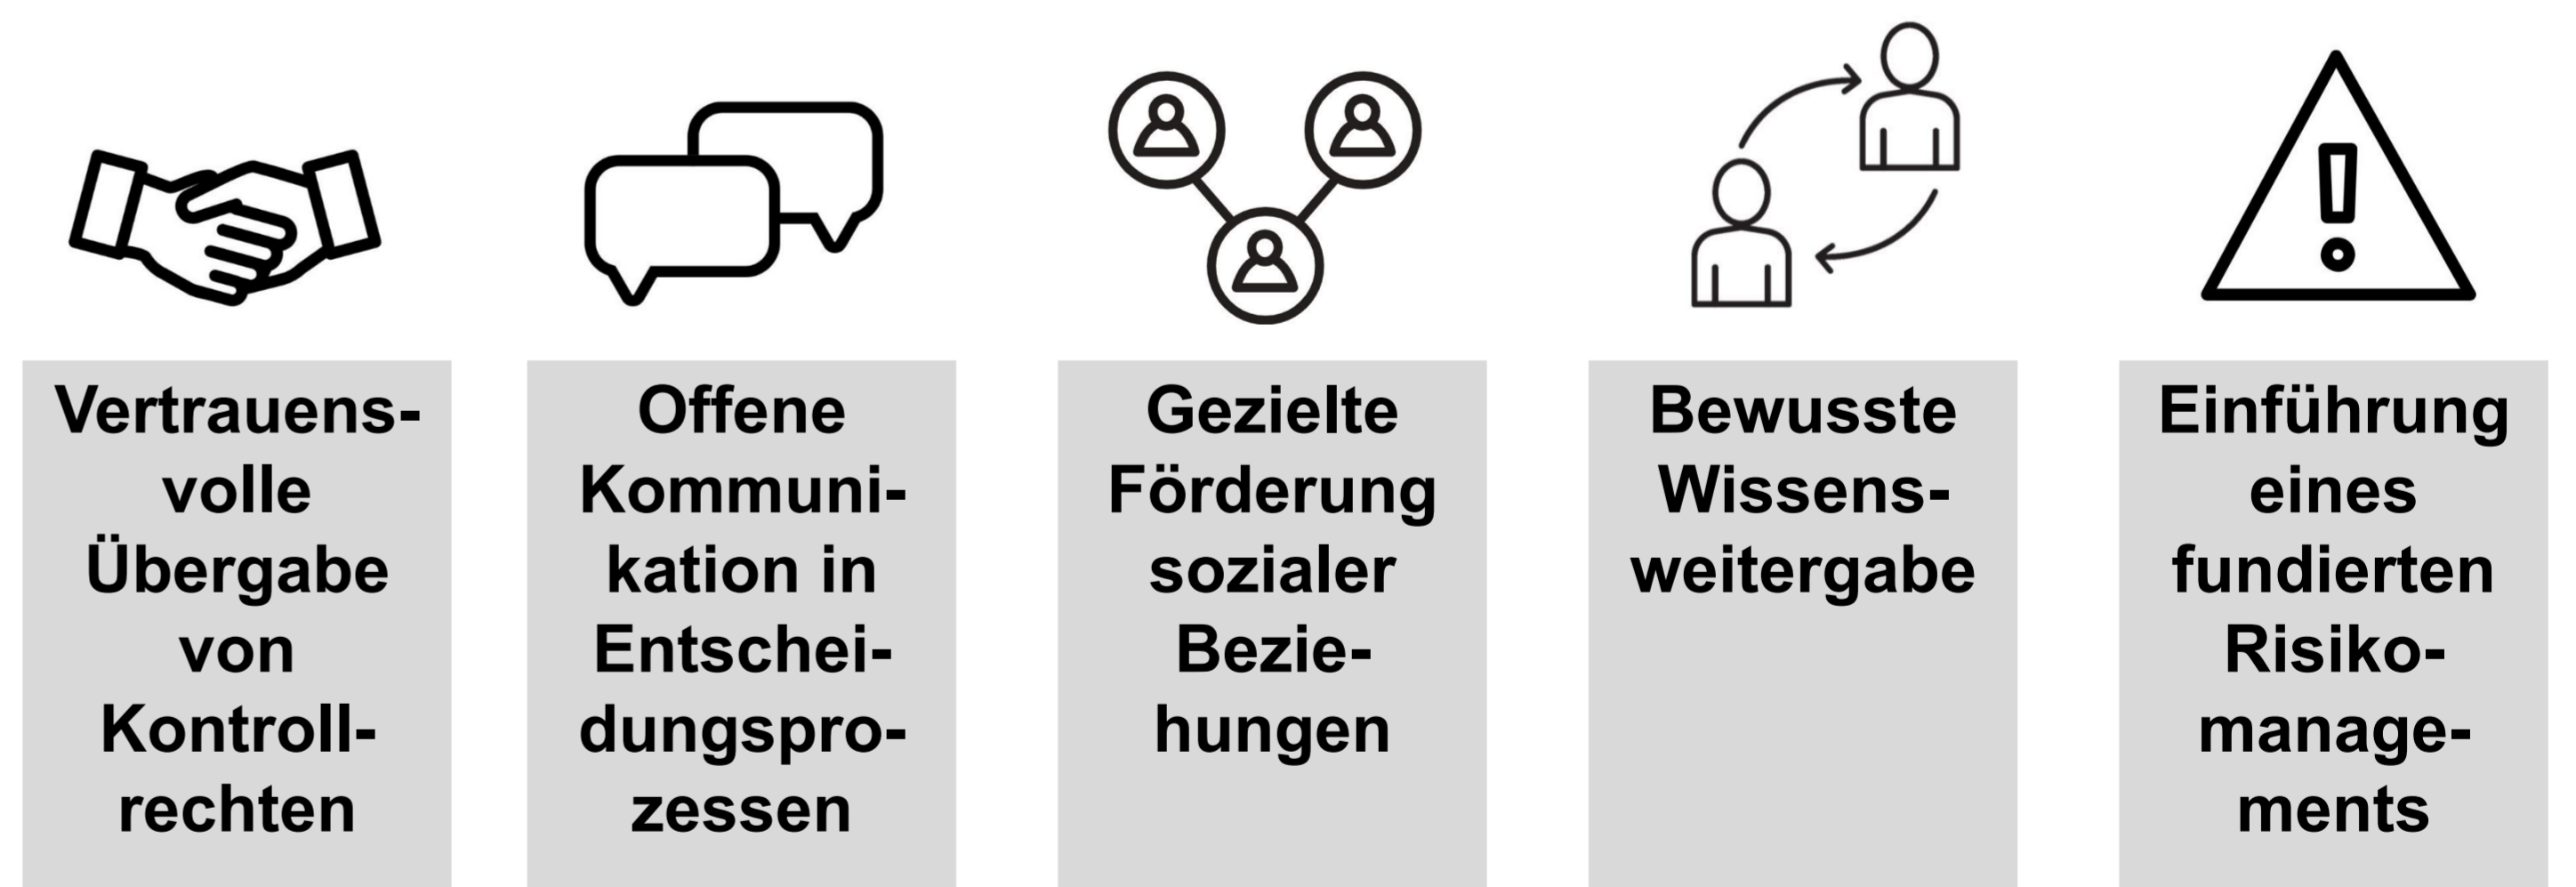 Vertrauens-
volle
Übergabe
von
Kontroll-
rechten
Offene
Kommuni-
kation in
Entschei-
dungspro-
zessen
Gezielte
Förderung
sozialer
Bezie-
hungen
Bewusste
Wissens-
weitergabe
Einführung
eines
fundierten
Risiko-
manage-
ments